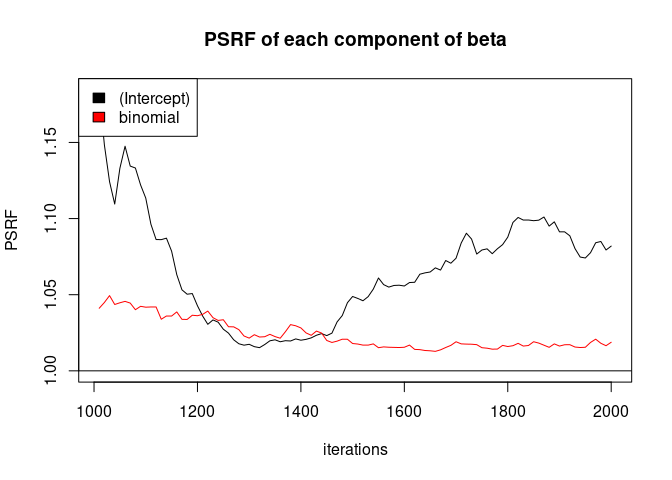 PSRF of each component of beta
(Intercept)
binomial
PSRF
1.15
1.10
1.05
1.00
1000 1200 1400 1600 1800 2000
iterations